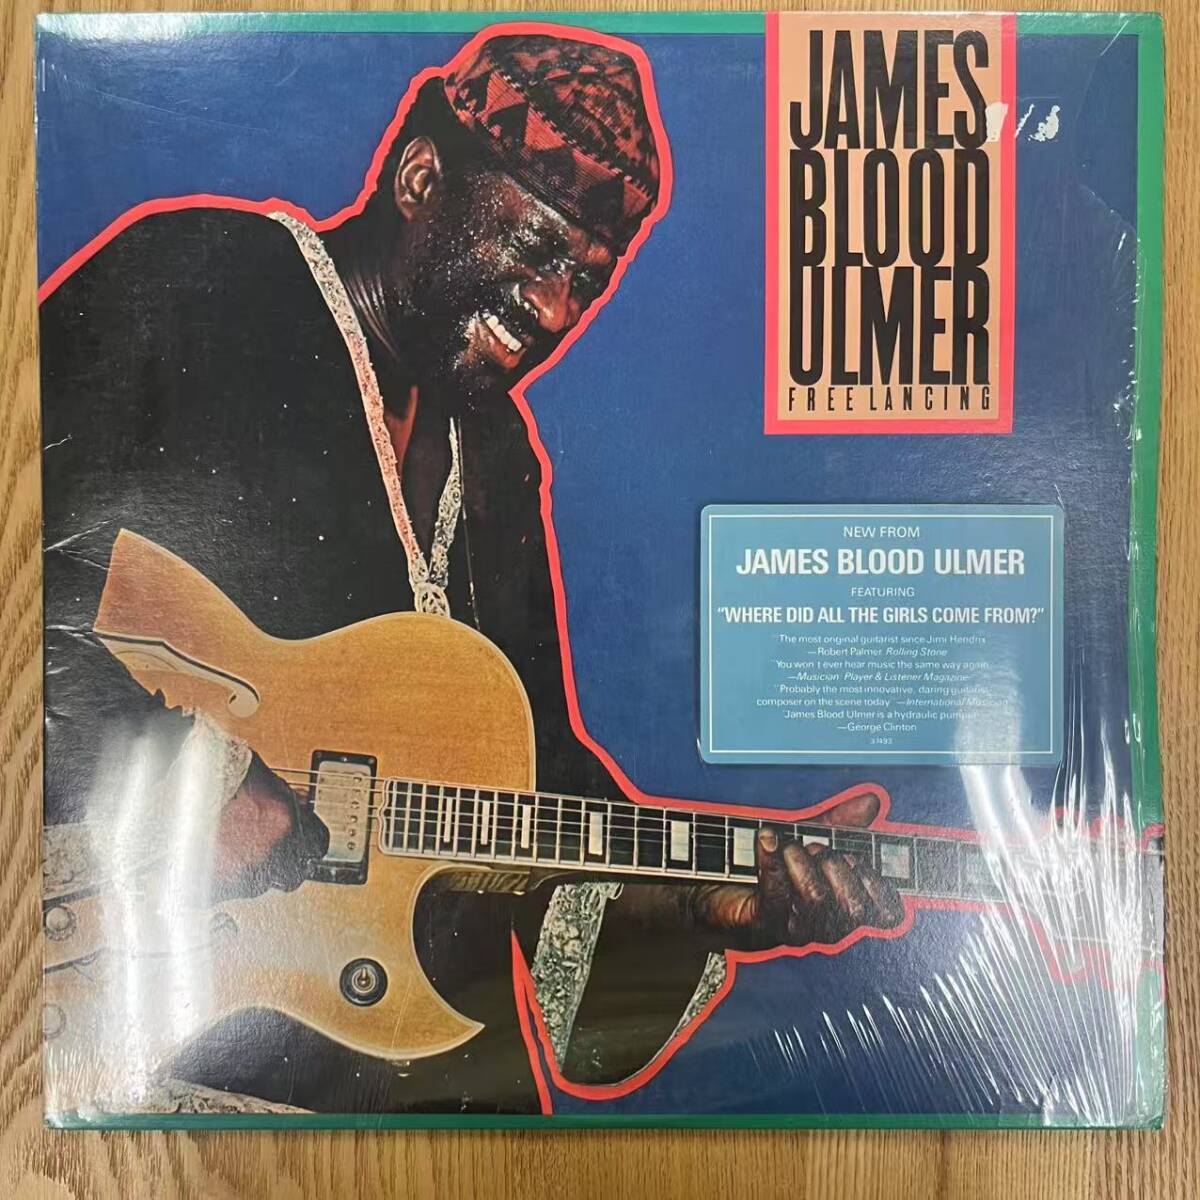 JAMES
BLOOD
ULMER
FREE LANCING
NEW FROM
JAMES BLOOD ULMER
FEATURING
"WHERE DID ALL THE GIRLS COME FROM?"
"The most original guitarist since Jimi Hendrix
—Robert Palmer, Rolling Stone
"You won't ever hear music the same way again
—Musician Player & Listener Magazine
"Probably the most innovative, daring guitarist
composer on the scene today" —International Musician
"James Blood Ulmer is a hydraulic pumper
—George Clinton
37493